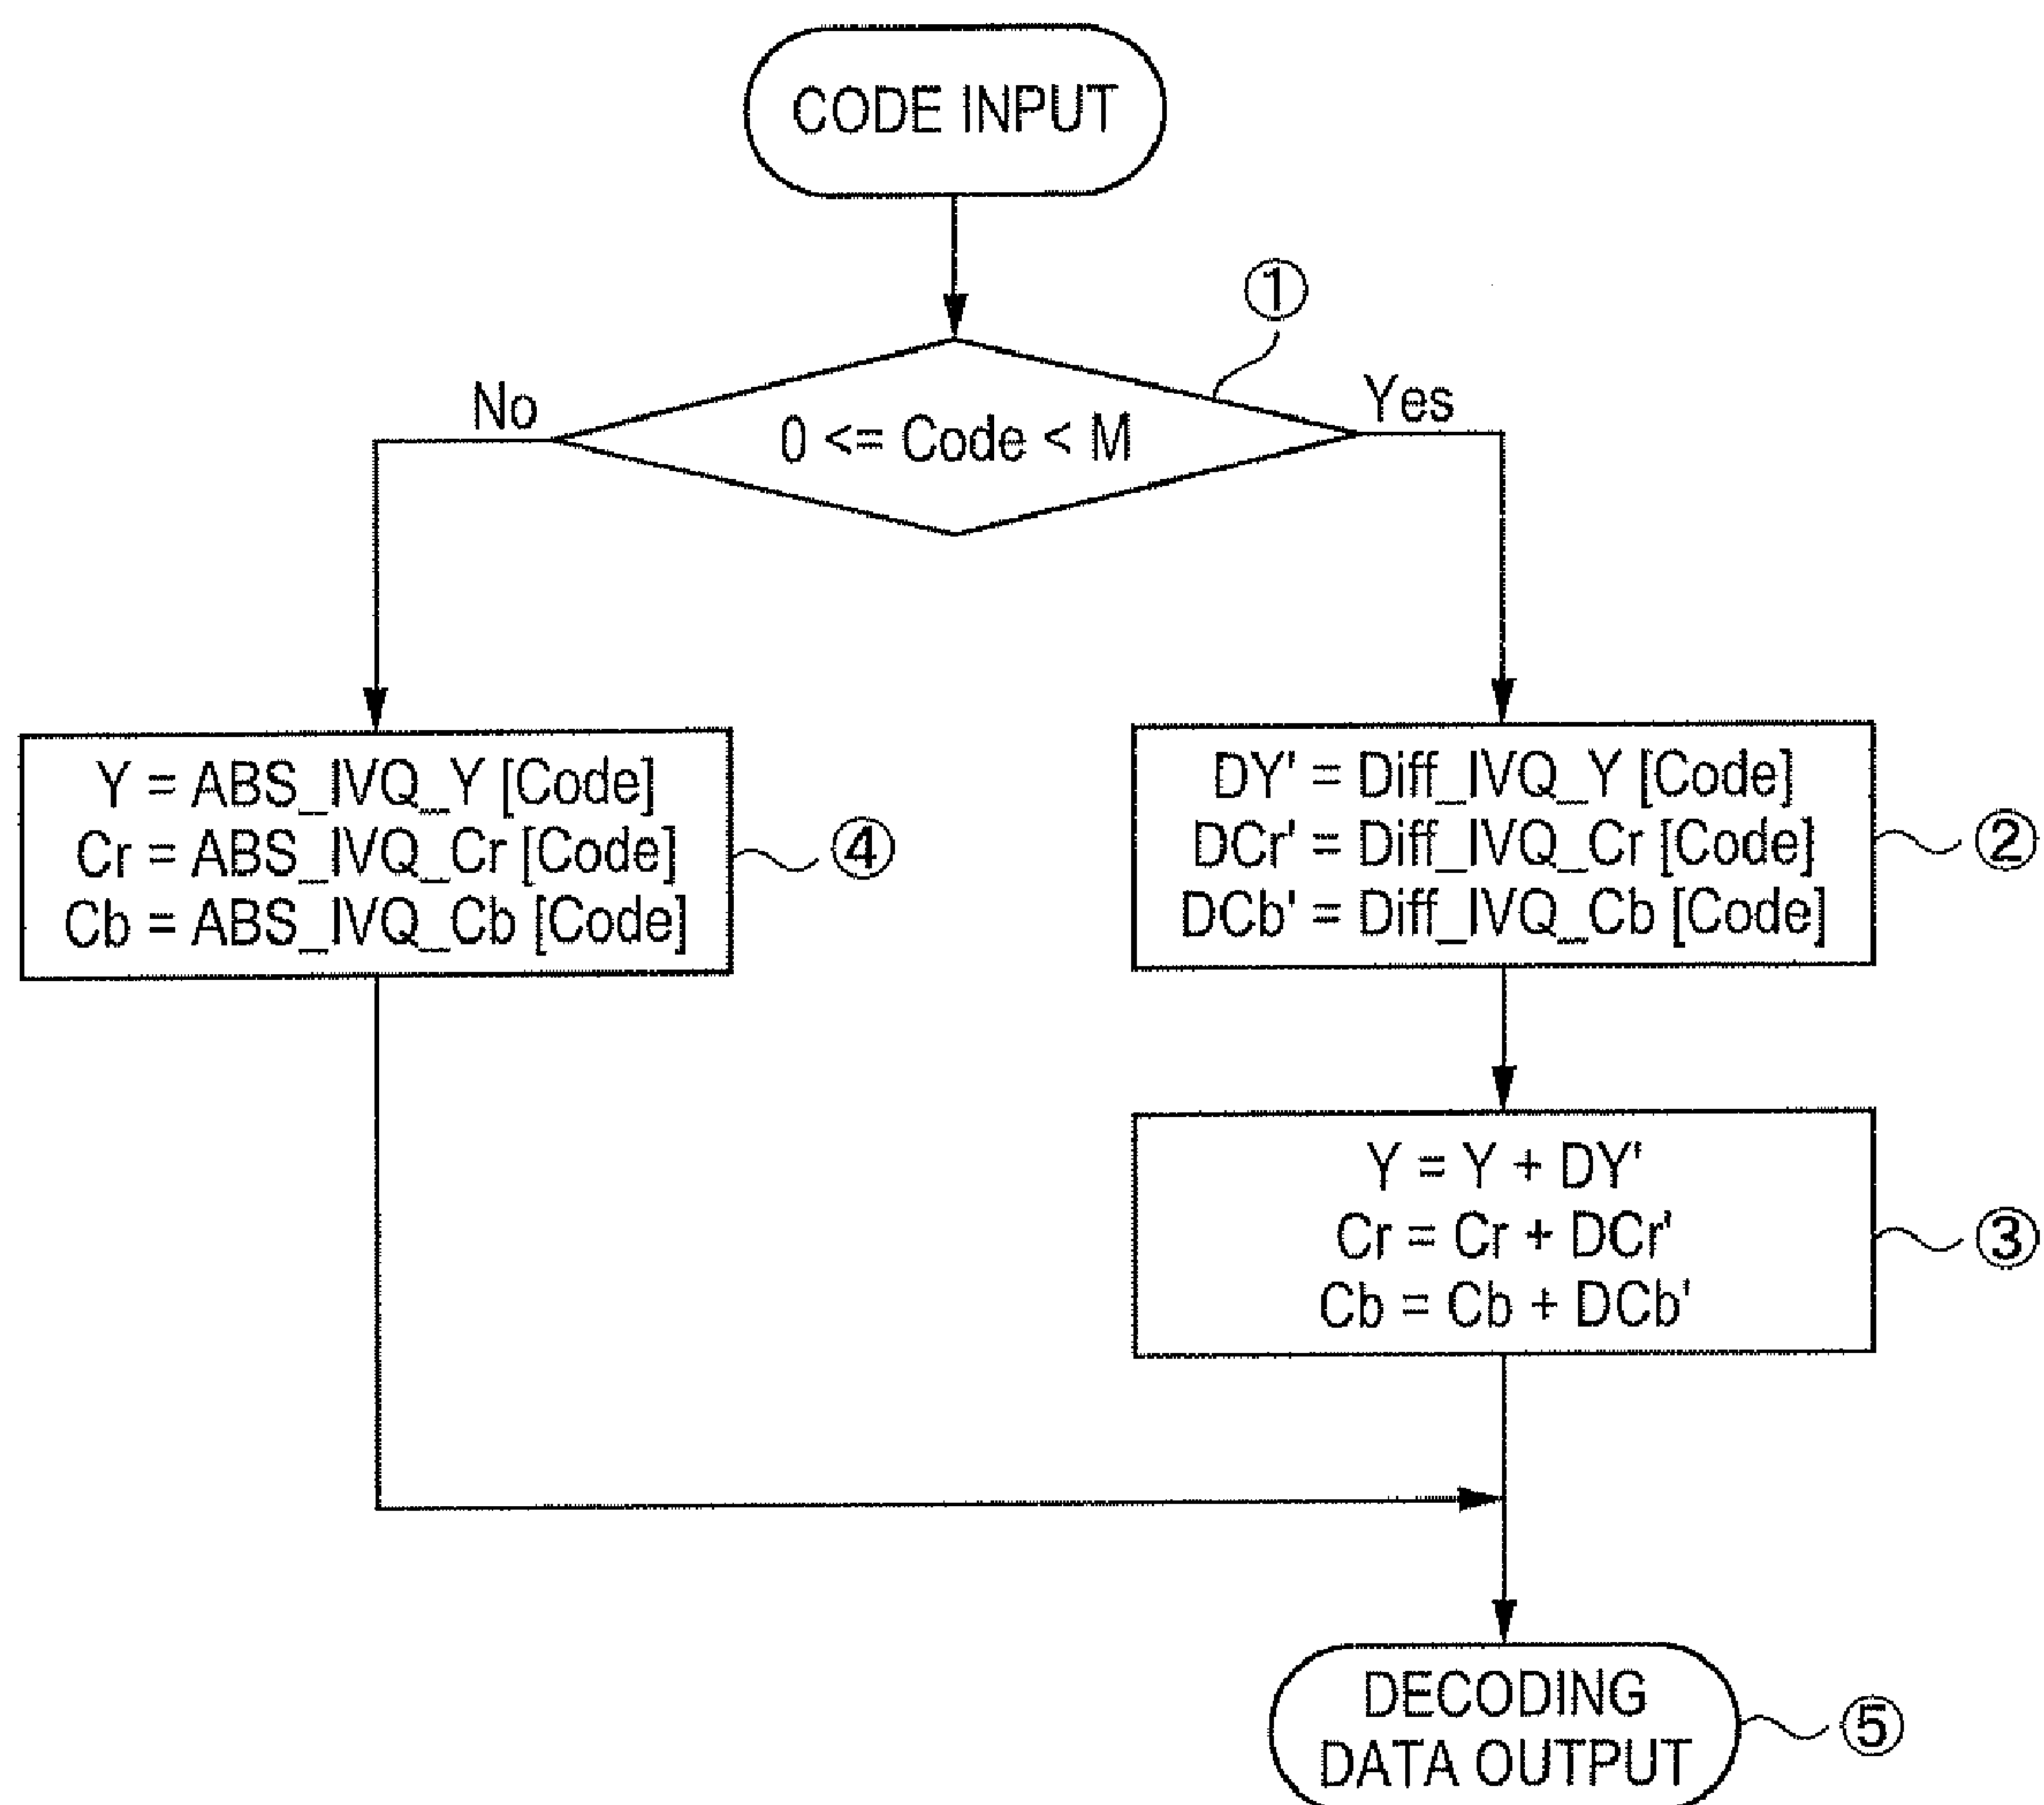 CODE INPUT
①
No
Yes
0 <= Code < M
Y = ABS_IVQ_Y [Code]
Cr = ABS_IVQ_Cr [Code]
Cb = ABS_IVQ_Cb [Code]
④
DY' = Diff_IVQ_Y [Code]
DCr' = Diff_IVQ_Cr [Code]
DCb' = Diff_IVQ_Cb [Code]
②
Y = Y + DY'
Cr = Cr + DCr'
Cb = Cb + DCb'
③
DECODING
DATA OUTPUT
⑤